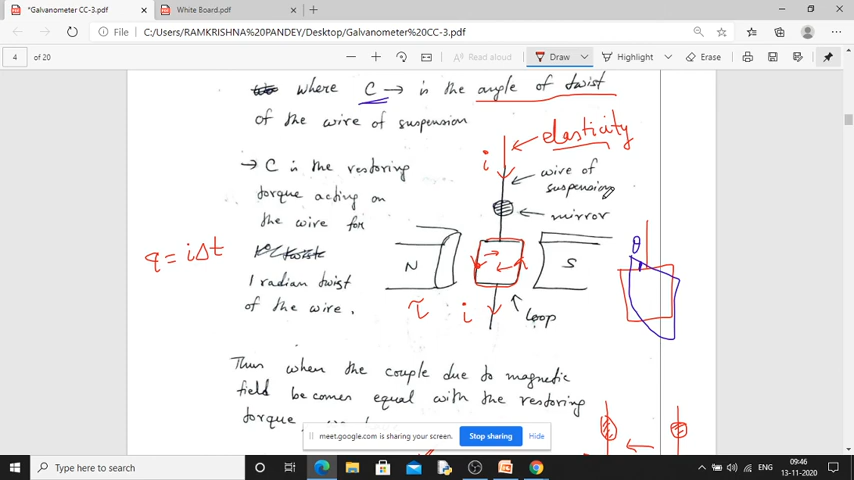 *Galvanometer CC-3.pdf
White Board.pdf
C:/Users/RAMKRISHNA%20PANDEY/Desktop/Galvanometer%20CC-3.pdf
4 of 20
Read aloud
Draw
Highlight
Erase
where C → is the angle of twist
of the wire of suspension
elasticity
i
→ C is the restoring
torque acting on
the wire for
1 radian twist
of the wire.
wire of
suspension
mirror
q = iΔt
N
S
θ
τ i
loop
Thus when the couple due to magnetic
field becomes equal with the restoring
torque,
meet.google.com is sharing your screen.
Stop sharing
Hide
Type here to search
ENG
09:46
13-11-2020